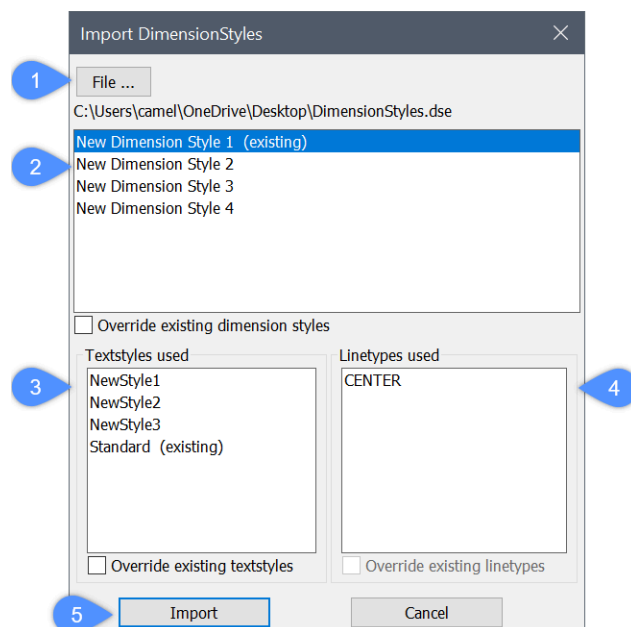 Import DimensionStyles
1
File ...
C:\Users\camel\OneDrive\Desktop\DimensionStyles.dse
New Dimension Style 1 (existing)
2
New Dimension Style 2
New Dimension Style 3
New Dimension Style 4
Override existing dimension styles
Textstyles used
3
NewStyle1
NewStyle2
NewStyle3
Standard (existing)
Override existing textstyles
Linetypes used
CENTER
4
Override existing linetypes
5
Import
Cancel